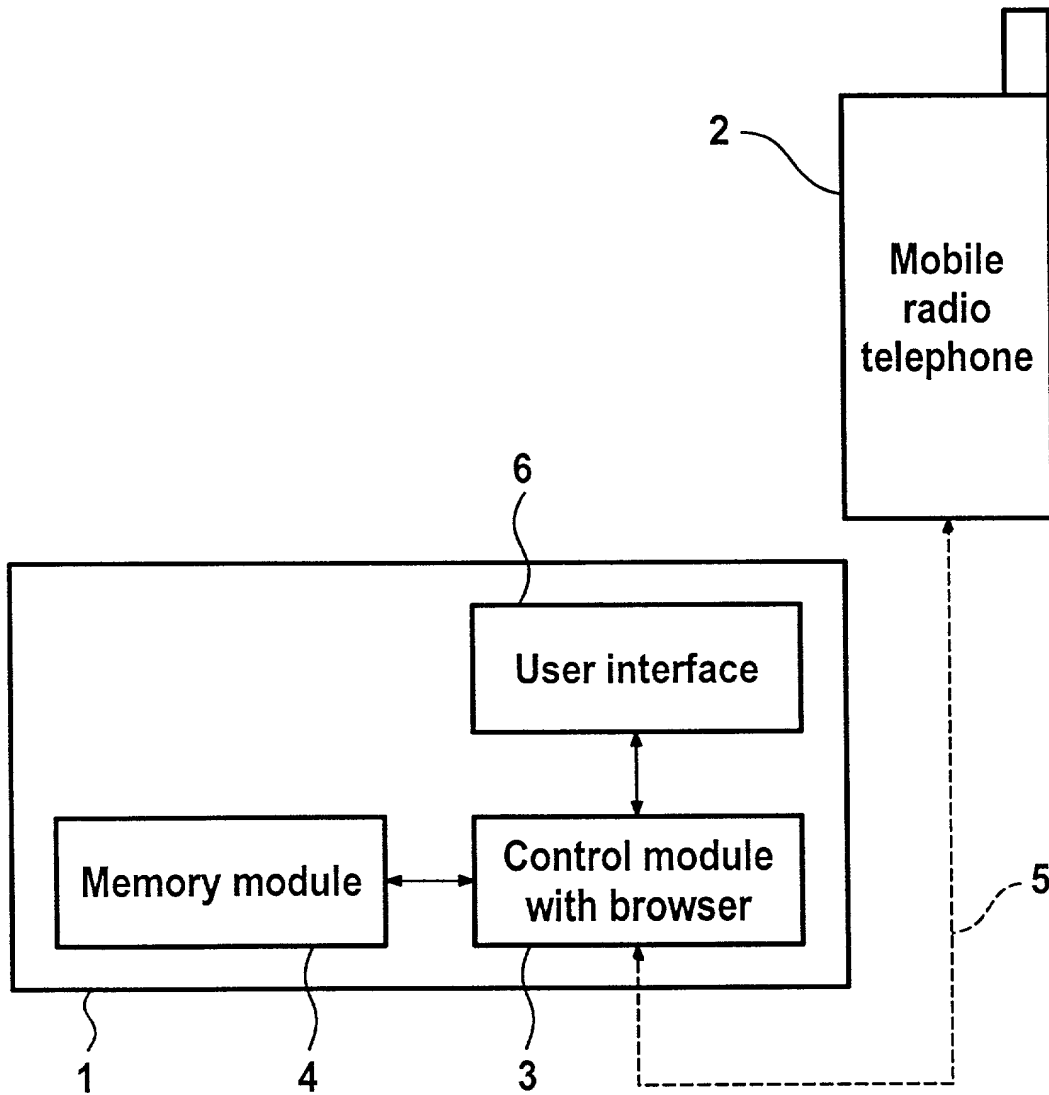 2
Mobile
radio
telephone
6
User interface
Memory module
Control module
with browser
5
1
4
3